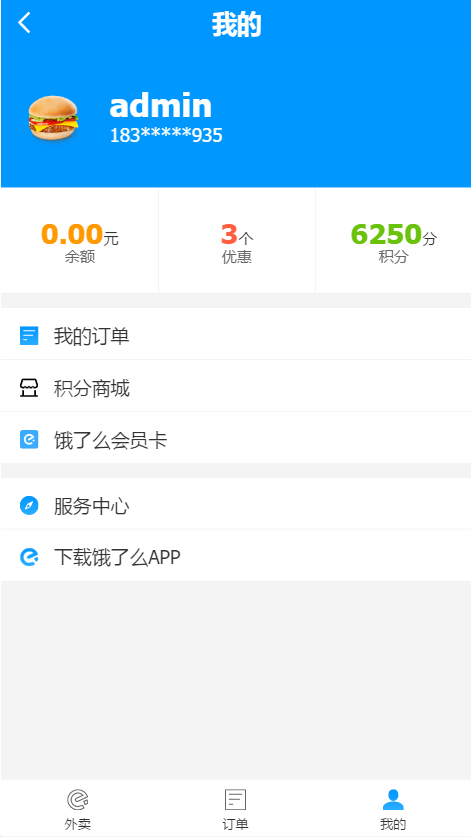 我的
admin
183*****935
0.00元
余额
3个
优惠
6250分
积分
我的订单
积分商城
饿了么会员卡
服务中心
下载饿了么APP
外卖
订单
我的